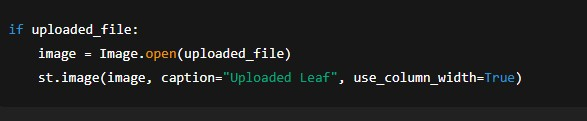 if uploaded_file:
    image = Image.open(uploaded_file)
    st.image(image, caption="Uploaded Leaf", use_column_width=True)